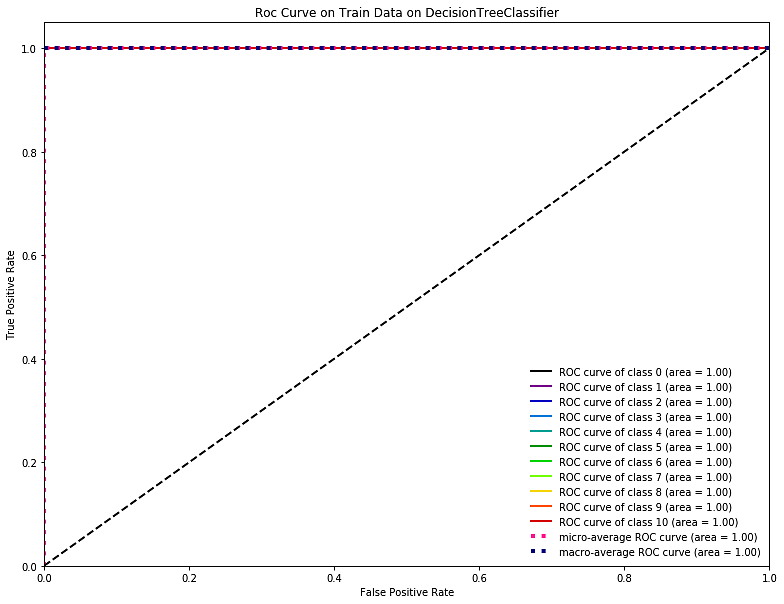 Roc Curve on Train Data on DecisionTreeClassifier
1.0
0.8
0.6
0.4
0.2
0.0
True Positive Rate
ROC curve of class 0 (area = 1.00)
ROC curve of class 1 (area = 1.00)
ROC curve of class 2 (area = 1.00)
ROC curve of class 3 (area = 1.00)
ROC curve of class 4 (area = 1.00)
ROC curve of class 5 (area = 1.00)
ROC curve of class 6 (area = 1.00)
ROC curve of class 7 (area = 1.00)
ROC curve of class 8 (area = 1.00)
ROC curve of class 9 (area = 1.00)
ROC curve of class 10 (area = 1.00)
micro-average ROC curve (area = 1.00)
macro-average ROC curve (area = 1.00)
0.0 0.2 0.4 0.6 0.8 1.0
False Positive Rate